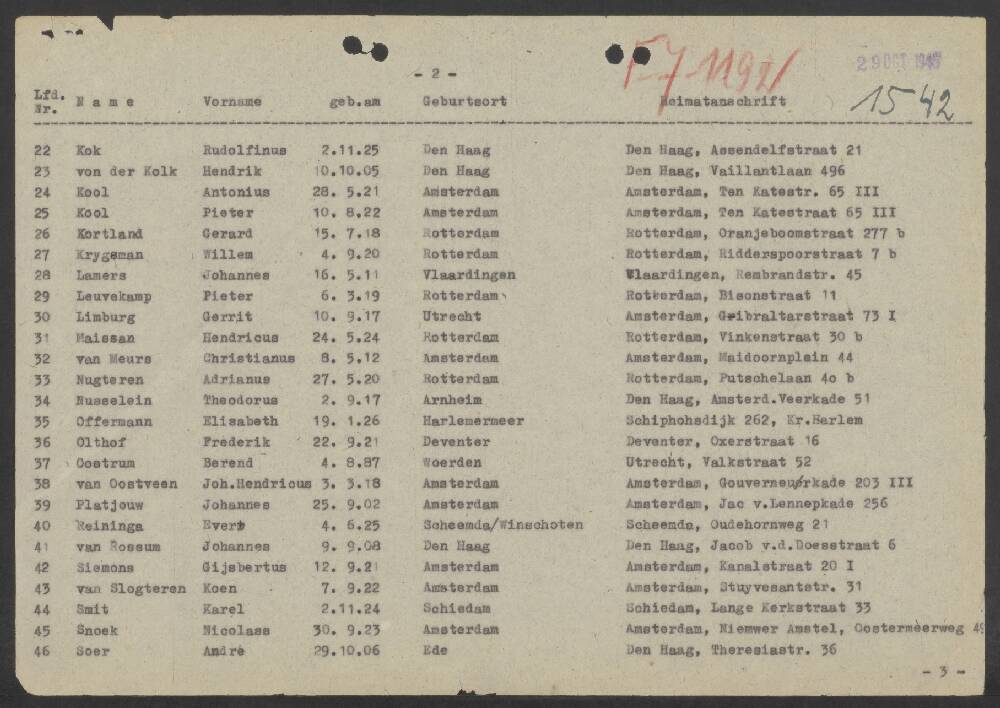 - 2 -
29 OCT 1948
1542
Lfd. Nr. Name Vorname geb.am Geburtsort Heimatanschrift
22 Kok Rudolfinus 2.11.25 Den Haag Den Haag, Assendelfstraat 21
23 von der Kolk Hendrik 10.10.05 Den Haag Den Haag, Vaillantlaan 496
24 Kool Antonius 28. 5.21 Amsterdam Amsterdam, Ten Katestr. 65 III
25 Kool Pieter 10. 8.22 Amsterdam Amsterdam, Ten Katestraat 65 III
26 Kortland Gerard 15. 7.18 Rotterdam Rotterdam, Oranjeboomstraat 277 b
27 Krygsman Willem 4. 9.20 Rotterdam Rotterdam, Ridderspoorstraat 7 b
28 Lamers Johannes 16. 5.11 Vlaardingen Vlaardingen, Rembrandstr. 45
29 Leuvekamp Pieter 6. 3.19 Rotterdam Rotterdam, Bisonstraat 11
30 Limburg Gerrit 10. 9.17 Utrecht Amsterdam, Gribraltarstraat 73 I
31 Maissan Hendricus 24. 5.24 Rotterdam Rotterdam, Vinkenstraat 30 b
32 van Meurs Christianus 8. 5.12 Amsterdam Amsterdam, Maidoornplein 44
33 Nugteren Adrianus 27. 5.20 Rotterdam Rotterdam, Putschelaan 4o b
34 Nusselein Theodorus 2. 9.17 Arnheim Den Haag, Amsterd.Veerkade 51
35 Offermann Elisabeth 19. 1.26 Harlemermeer Schiphohsdijk 262, Kr.Harlem
36 Olthof Frederik 22. 9.21 Deventer Deventer, Oxerstraat 16
37 Oostrum Berend 4. 8.87 Woerden Utrecht, Valkstraat 52
38 van Oostveen Joh.Hendrious 3. 3.18 Amsterdam Amsterdam, Gouverneurkade 203 III
39 Platjouw Johannes 25. 9.02 Amsterdam Amsterdam, Jac v.Lennepkade 256
40 Reininga Evert 4. 6.25 Scheemda/Winschoten Scheemda, Oudehornweg 21
41 van Rossum Johannes 9. 9.08 Den Haag Den Haag, Jacob v.d.Doesstraat 6
42 Siemons Gijsbertus 12. 9.21 Amsterdam Amsterdam, Kanalstraat 20 I
43 van Slogteren Koen 7. 9.22 Amsterdam Amsterdam, Stuyvesantstr. 31
44 Smit Karel 2.11.24 Schiedam Schiedam, Lange Kerkstraat 33
45 Snoek Nicolaas 30. 9.23 Amsterdam Amsterdam, Niemwer Amstel, Oostermeerweg 49
46 Soer André 29.10.06 Ede Den Haag, Theresiastr. 36
- 3 -